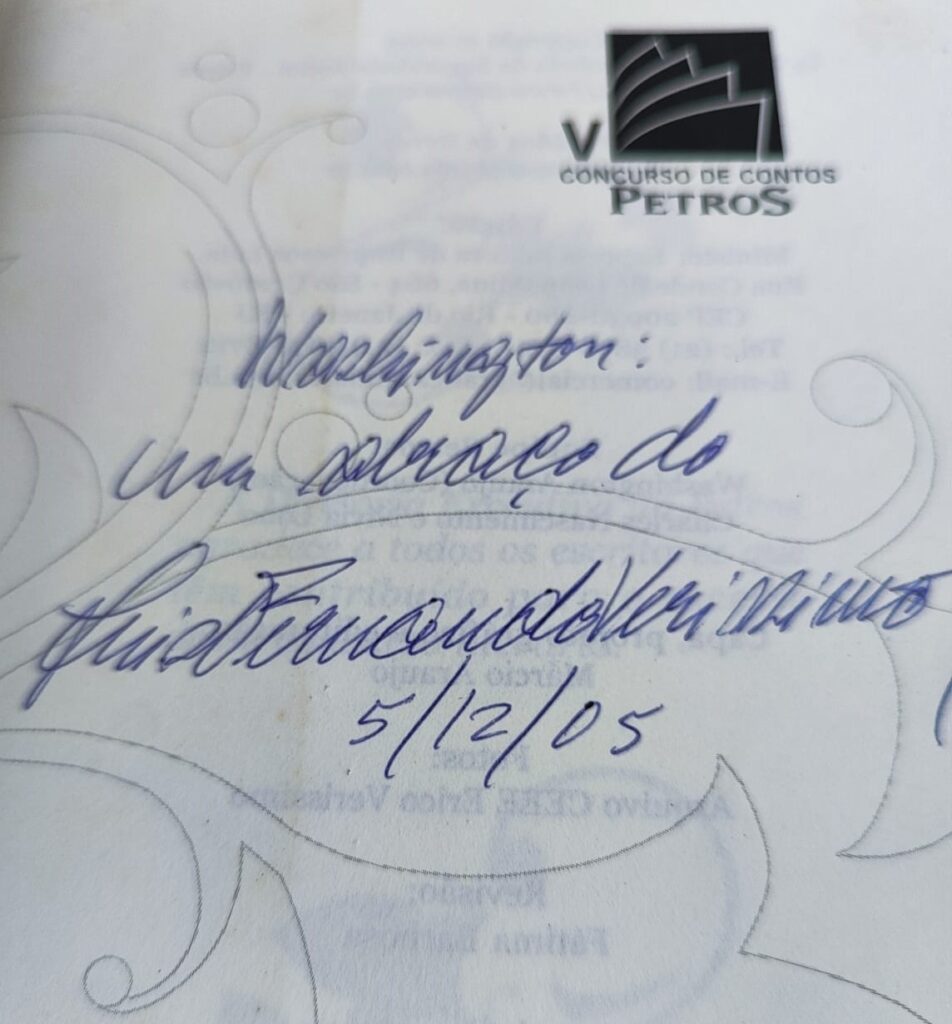 V
CONCURSO DE CONTOS
PETROS
Washington:
um abraço do
Luis Fernando Verissimo
5/12/05
Márcio Araujo
Fotos:
Arquivo CEEE Erico Verissimo
Revisão:
Fátima Barbosa